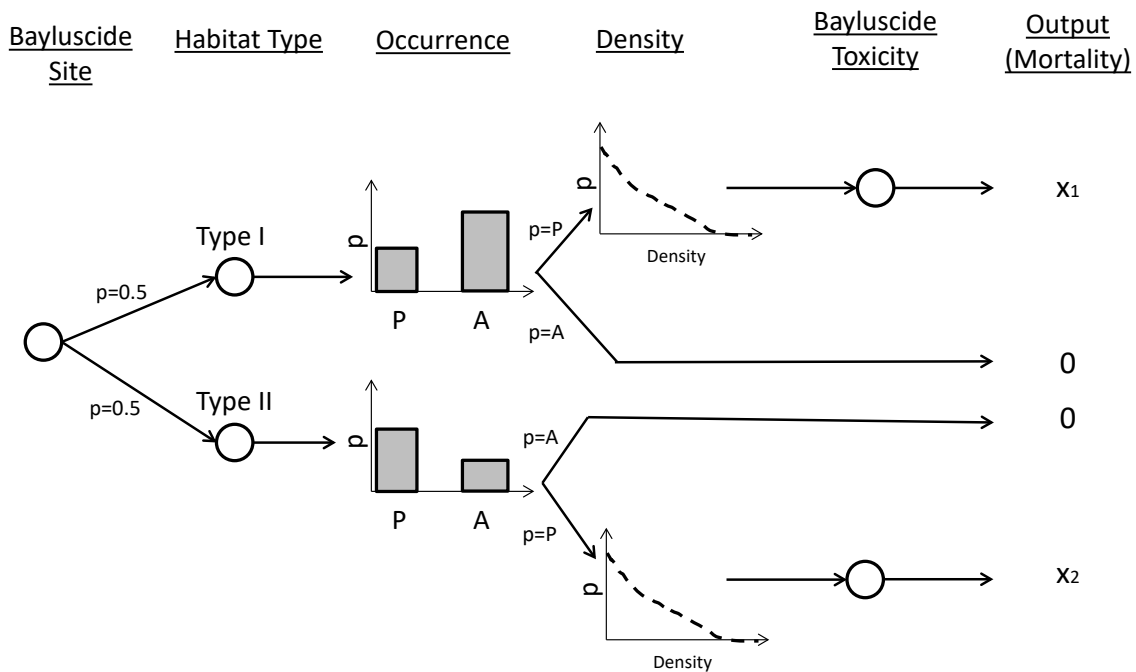 Bayluscide
Site
Habitat Type
Occurrence
Density
Bayluscide
Toxicity
Output
(Mortality)
p
Density
x1
Type I
p
P A
p=P
p=A
p=0.5
p=0.5
0
0
Type II
p
P A
p=A
p=P
p
Density
x2